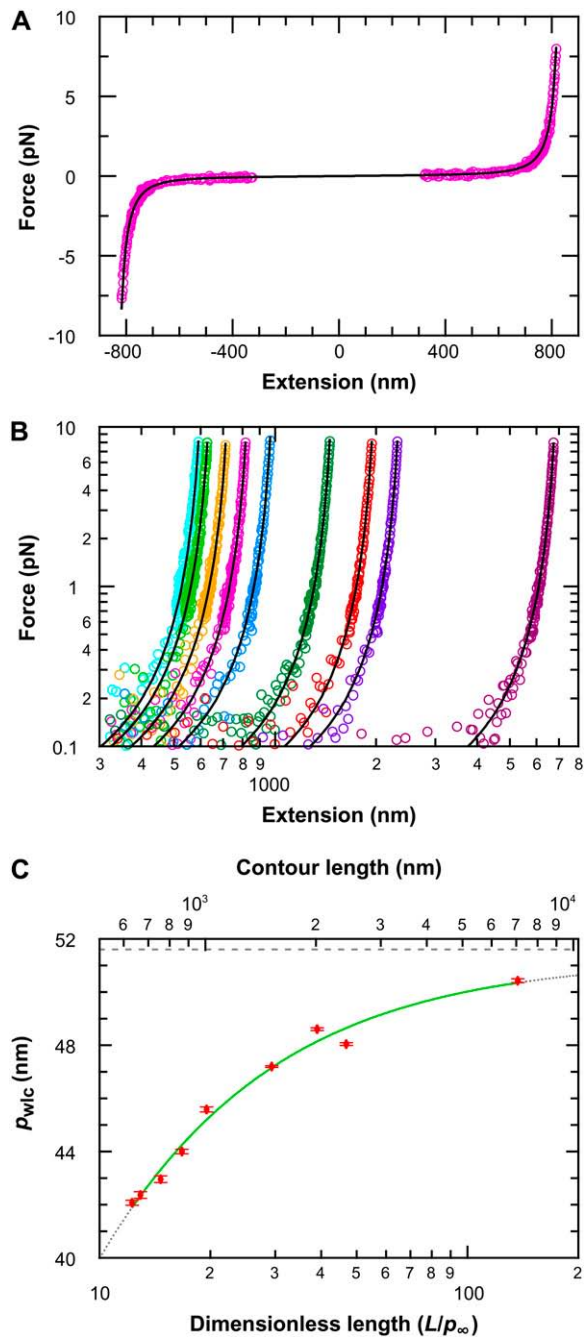 A
10
5
0
-5
-10
Force (pN)
-800 -400 0 400 800
Extension (nm)
B
10
6
4
2
1
6
4
2
0.1
Force (pN)
3 4 5 6 7 8 9 2 3 4 5 6 7 8
1000
Extension (nm)
C
Contour length (nm)
10³ 10⁴
6 7 8 9 2 3 4 5 6 7 8 9
52
48
44
40
p_wlc (nm)
10 2 3 4 5 6 7 8 9 100 2
Dimensionless length (L/p∞)